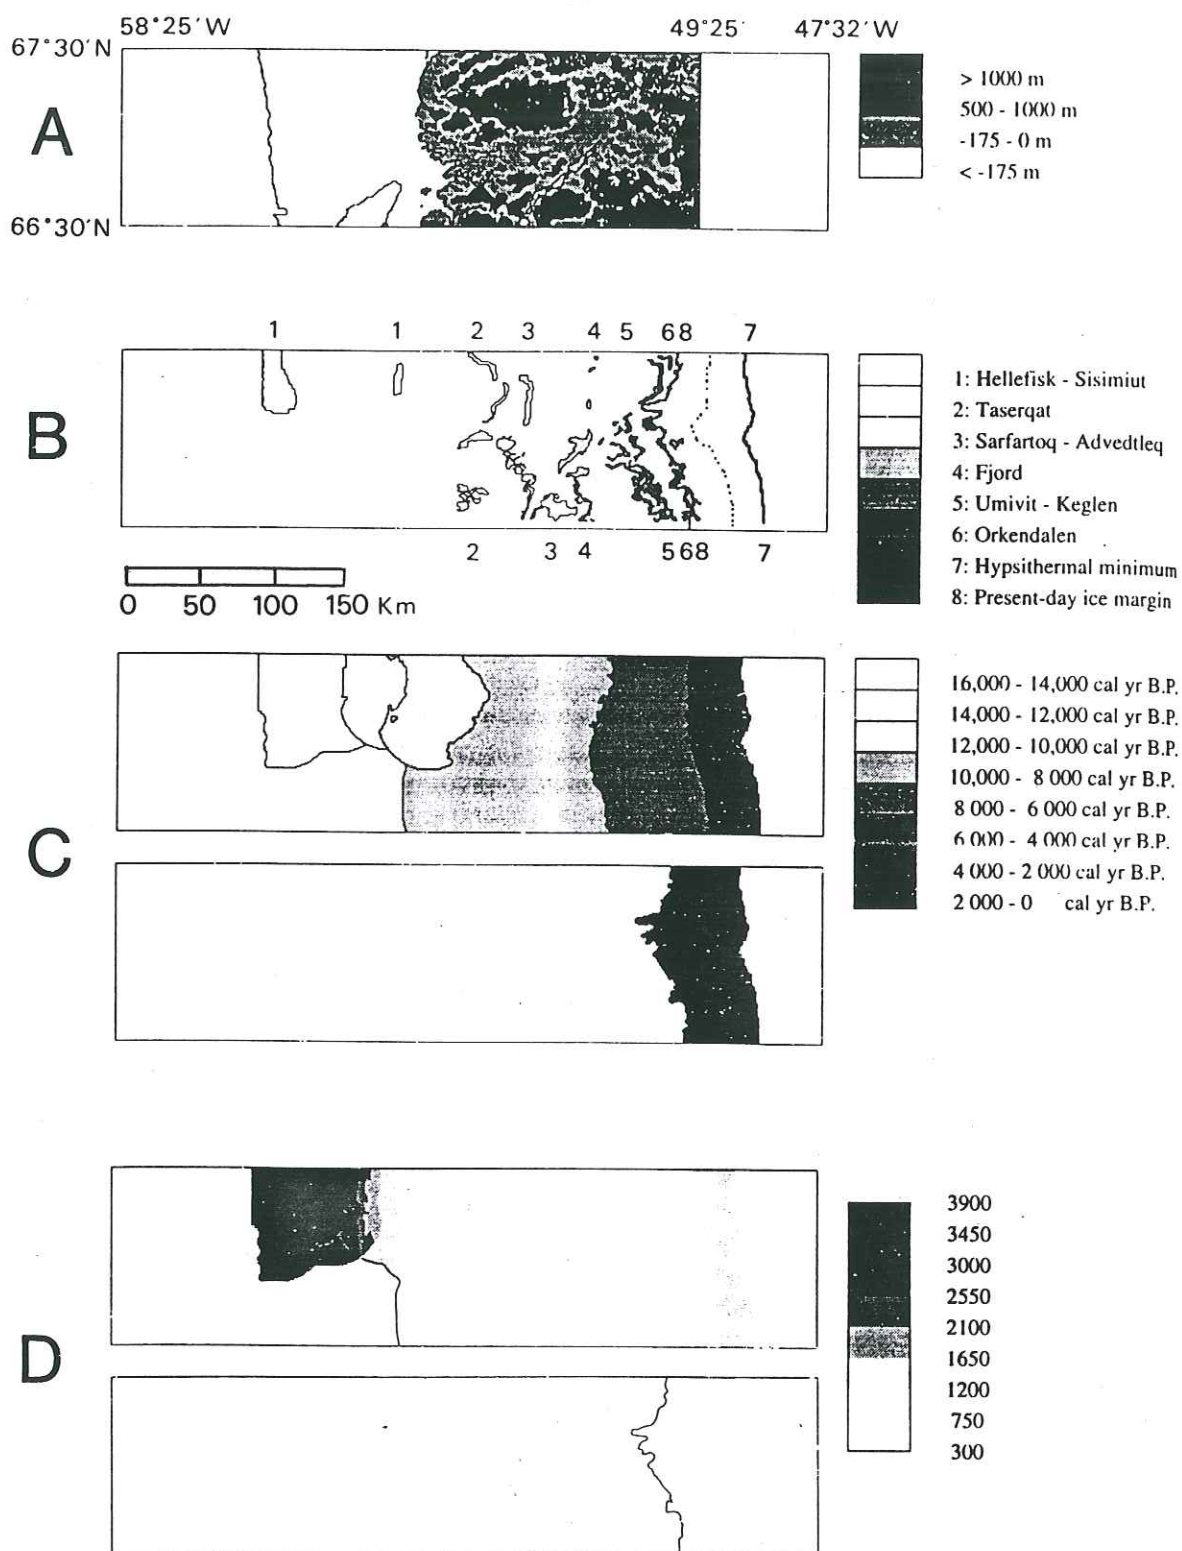 58°25´W 49°25´ 47°32´W
67°30´N
A
66°30´N
> 1000 m
500 - 1000 m
-175 - 0 m
< -175 m
1 1 2 3 4 5 6 8 7
B
2 3 4 5 6 8 7
1: Hellefisk - Sisimiut
2: Taserqat
3: Sarfartoq - Advedtleq
4: Fjord
5: Umivit - Keglen
6: Orkendalen
7: Hypsithermal minimum
8: Present-day ice margin
0 50 100 150 Km
C
16,000 - 14,000 cal yr B.P.
14,000 - 12,000 cal yr B.P.
12,000 - 10,000 cal yr B.P.
10,000 - 8 000 cal yr B.P.
8 000 - 6 000 cal yr B.P.
6 000 - 4 000 cal yr B.P.
4 000 - 2 000 cal yr B.P.
2 000 - 0 cal yr B.P.
D
3900
3450
3000
2550
2100
1650
1200
750
300